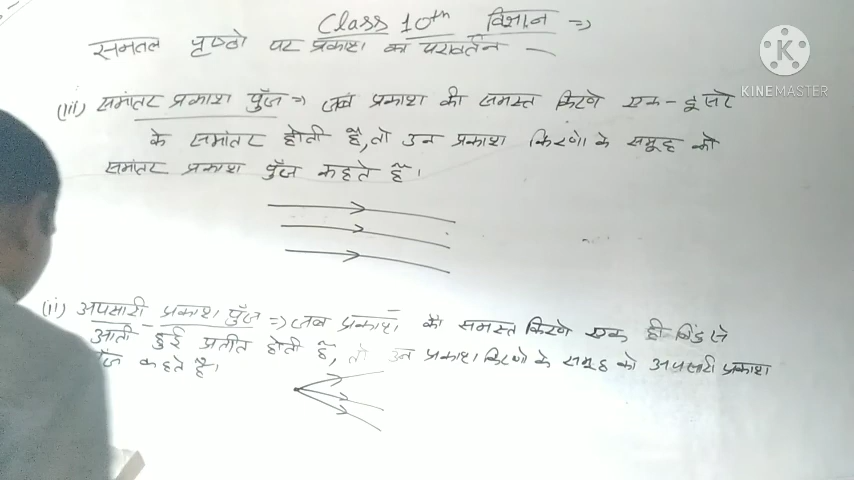 Class 10th विज्ञान =>
समतल पृष्ठो पर प्रकाश का परावर्तन —
KINEMASTER
(iii) समांतर प्रकाश पुँज => जब प्रकाश की समस्त किरणे एक-दुसरे
के समांतर होती है, तो उन प्रकाश किरणो के समूह को
समांतर प्रकाश पुँज कहते हैं।
(ii) अपसारी प्रकाश पुँज => जब प्रकाश की समस्त किरणे एक ही बिंदु से
आती हुई प्रतीत होती हैं, तो उन प्रकाश किरणो के समूह को अपसारी प्रकाश
पुँज कहते है।